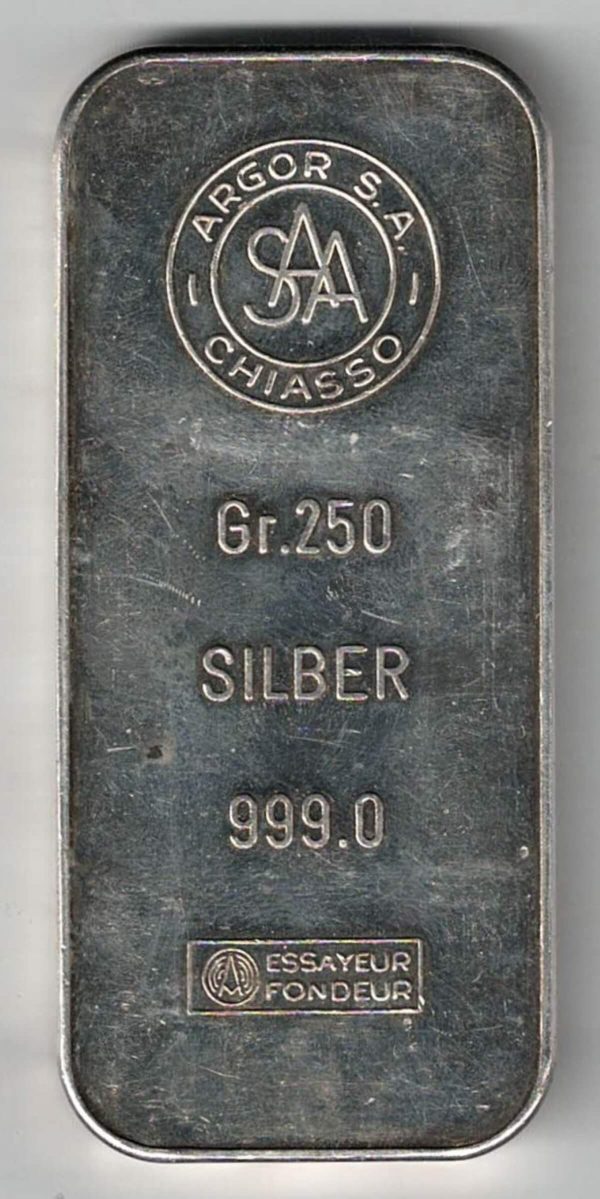 ARGOR S.A.
SAA
CHIASSO
Gr.250
SILBER
999.0
ESSAYEUR
FONDEUR